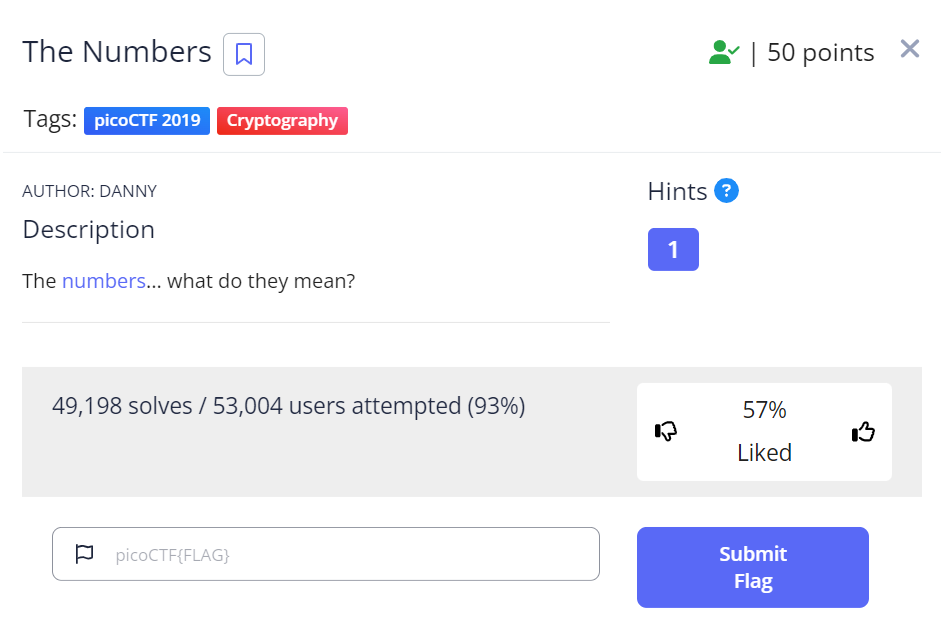 The Numbers
| 50 points
Tags: picoCTF 2019 Cryptography
AUTHOR: DANNY
Description
The numbers... what do they mean?
Hints ?
1
49,198 solves / 53,004 users attempted (93%)
57%
Liked
picoCTF{FLAG}
Submit
Flag